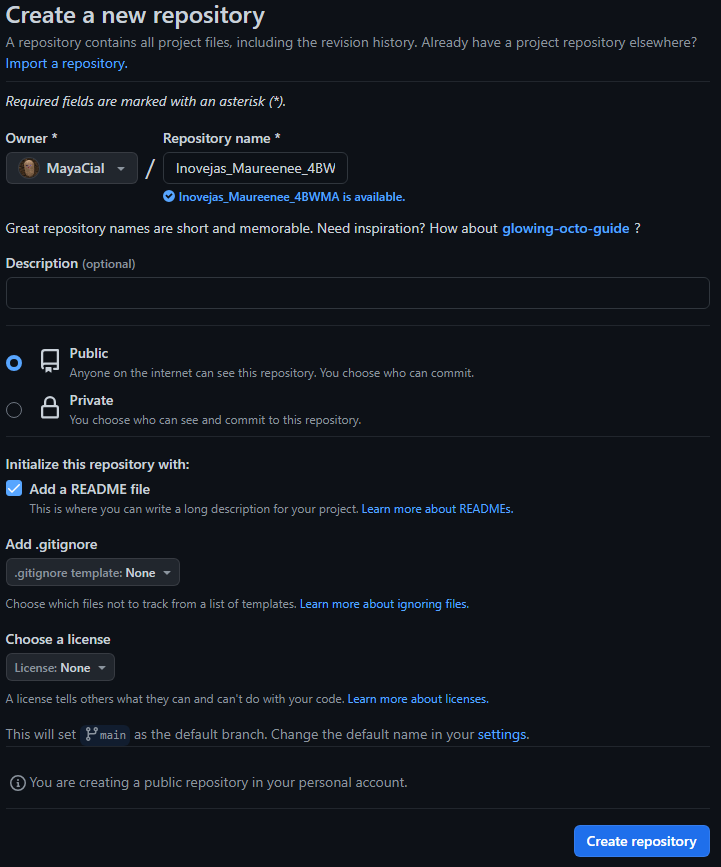 Create a new repository
A repository contains all project files, including the revision history. Already have a project repository elsewhere?
Import a repository.
Required fields are marked with an asterisk (*).
Owner * Repository name *
MayaCial / Inovejas_Maureenee_4BW
Inovejas_Maureenee_4BWMA is available.
Great repository names are short and memorable. Need inspiration? How about glowing-octo-guide ?
Description (optional)
Public
Anyone on the internet can see this repository. You choose who can commit.
Private
You choose who can see and commit to this repository.
Initialize this repository with:
Add a README file
This is where you can write a long description for your project. Learn more about READMEs.
Add .gitignore
.gitignore template: None
Choose which files not to track from a list of templates. Learn more about ignoring files.
Choose a license
License: None
A license tells others what they can and can't do with your code. Learn more about licenses.
This will set main as the default branch. Change the default name in your settings.
You are creating a public repository in your personal account.
Create repository